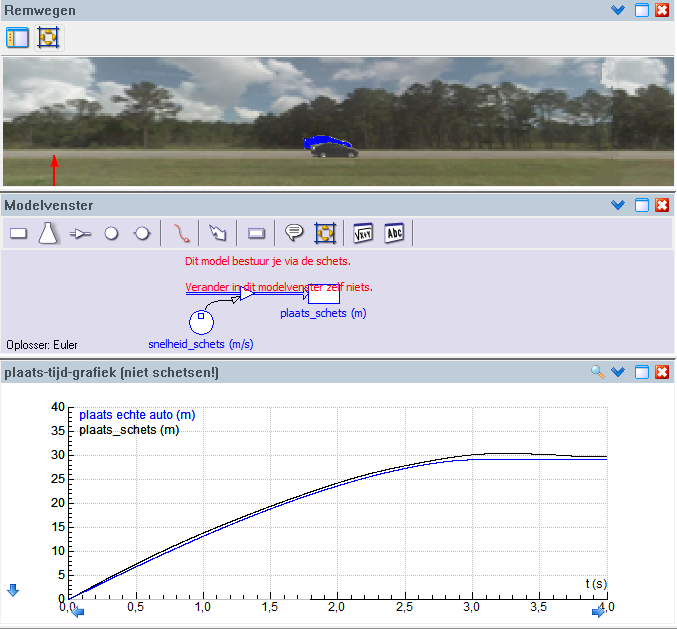 Remwegen
Modelvenster
√x+y Abc
Dit model bestuur je via de schets.
Verander in dit modelvenster zelf niets.
plaats_schets (m)
snelheid_schets (m/s)
Oplosser: Euler
plaats-tijd-grafiek (niet schetsen!)
40
plaats echte auto (m)
35
plaats_schets (m)
30
25
20
15
10
5
t (s)
0
0,0 0,5 1,0 1,5 2,0 2,5 3,0 3,5 4,0